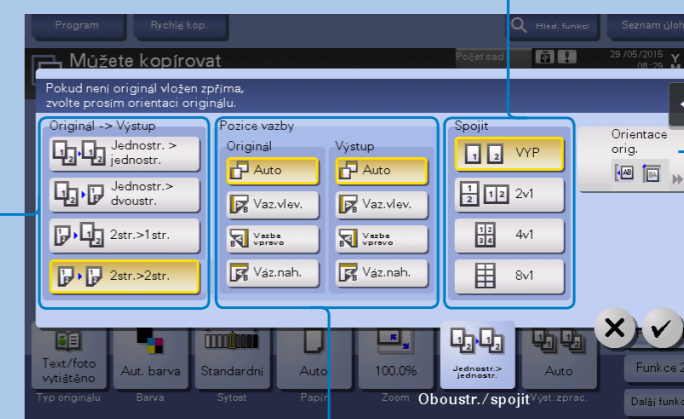 Program
Rychlé kop.
Hled. funkci
Seznam úloh
Můžete kopírovat
Počet sad
29/05/2015
08:29
Y
M
Pokud není originál vložen zpříma,
zvolte prosím orientaci originálu.
Originál -> Výstup
Jednostr. >
jednostr.
Jednostr.>
dvoustr.
2str.>1str.
2str.>2str.
Pozice vazby
Originál
Výstup
Auto
Auto
Vaz.vlev.
Vaz.vlev.
Vazba
vpravo
Vazba
vpravo
Váz.nah.
Váz.nah.
Spojit
VYP
2v1
4v1
8v1
Orientace
orig.
Text/foto
vytištěno
Aut. barva
Standardní
Auto
100.0%
Jednostr.>
jednostr.
Auto
Funkce 2
Typ originálu
Barva
Sytost
Papír
Zoom
Oboustr./spojit
Výst. zprac.
Další funkc